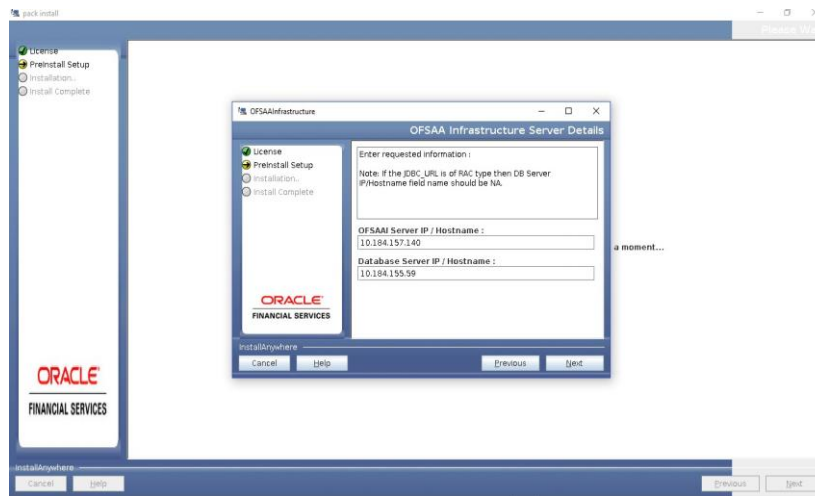 pack install
Please Wa
License
PreInstall Setup
Installation..
Install Complete
OFSAAInfrastructure
OFSAA Infrastructure Server Details
License
PreInstall Setup
Installation..
Install Complete
Enter requested information :
Note: If the JDBC_URL is of RAC type then DB Server
IP/Hostname field name should be NA.
OFSAAI Server IP / Hostname :
10.184.157.140
Database Server IP / Hostname :
10.184.155.59
a moment...
ORACLE
FINANCIAL SERVICES
InstallAnywhere
Cancel Help Previous Next
ORACLE
FINANCIAL SERVICES
InstallAnywhere
Cancel Help Previous Next